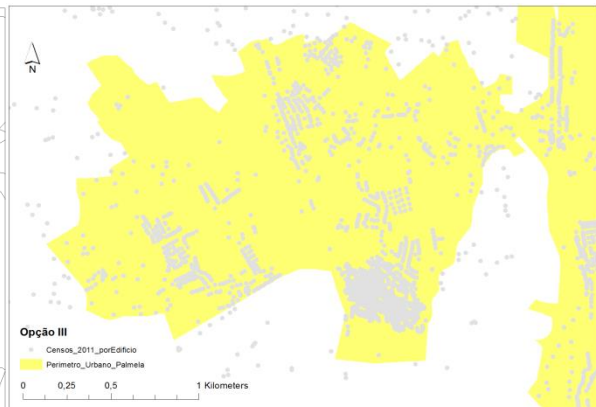 N
Opção III
Censos_2011_porEdificio
Perimetro_Urbano_Palmela
0 0,25 0,5 1 Kilometers